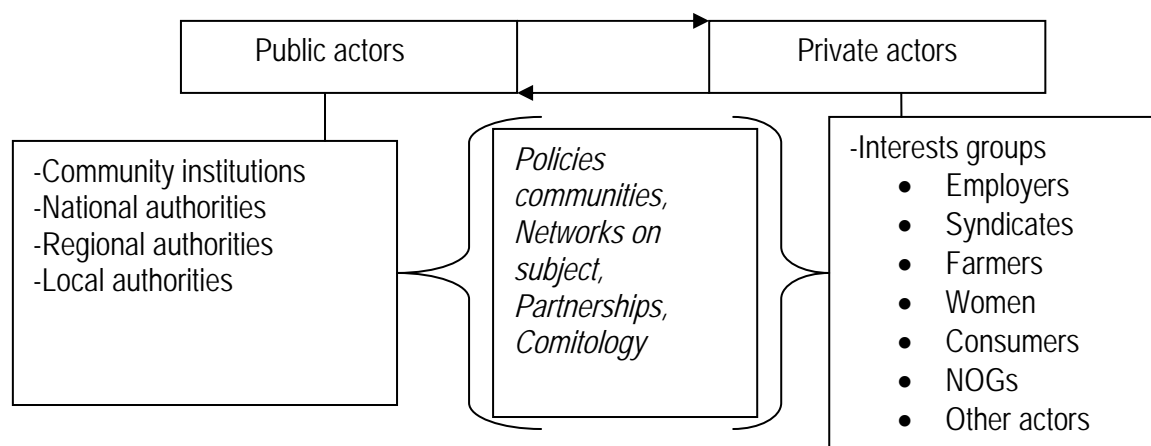 Public actors
Private actors
-Community institutions
-National authorities
-Regional authorities
-Local authorities
Policies
communities,
Networks on
subject,
Partnerships,
Comitology
-Interests groups
• Employers
• Syndicates
• Farmers
• Women
• Consumers
• NOGs
• Other actors